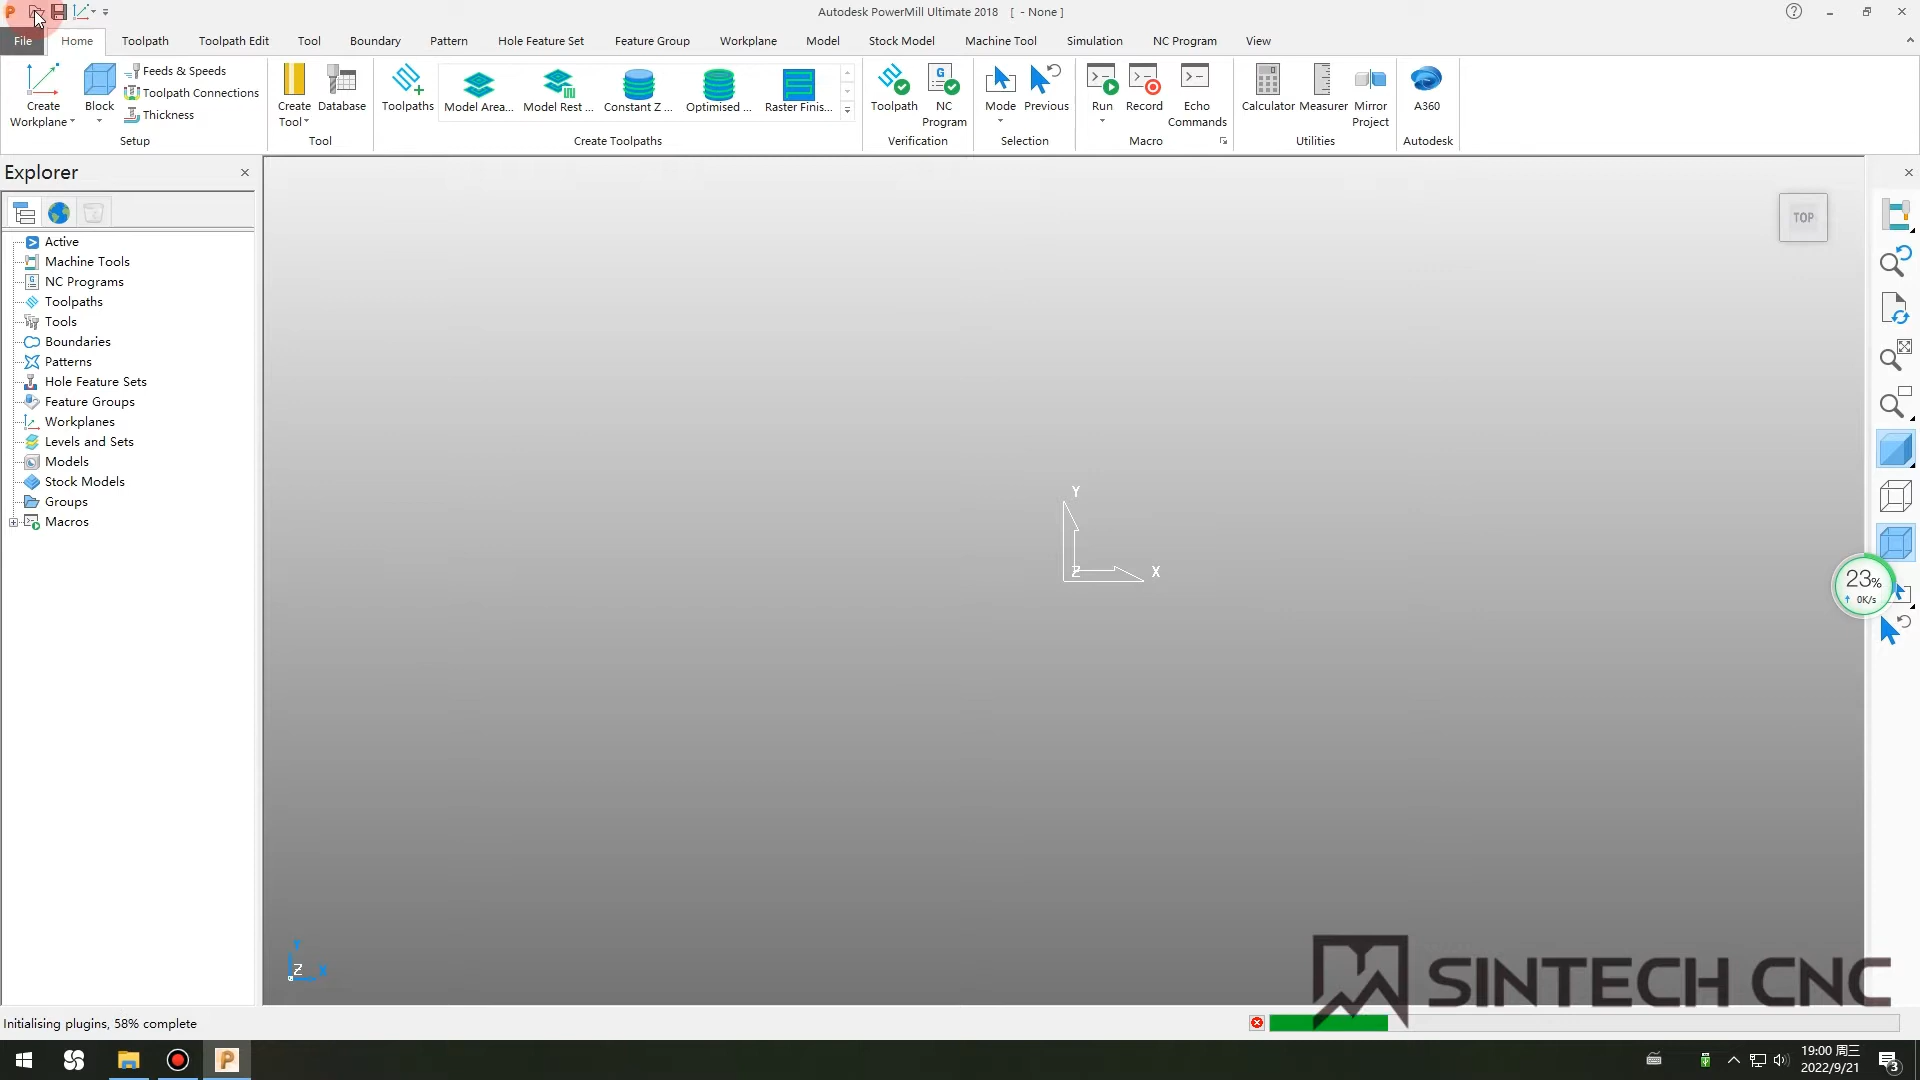 Autodesk PowerMill Ultimate 2018 [ - None ]
File Home Toolpath Toolpath Edit Tool Boundary Pattern Hole Feature Set Feature Group Workplane Model Stock Model Machine Tool Simulation NC Program View
Create Workplane
Block
Feeds & Speeds
Toolpath Connections
Thickness
Setup
Create Tool
Database
Tool
Toolpaths
Model Area...
Model Rest ...
Constant Z ...
Optimised ...
Raster Finis...
Create Toolpaths
Toolpath
NC Program
Verification
Mode
Previous
Selection
Run
Record
Echo Commands
Macro
Calculator
Measurer
Mirror Project
Utilities
A360
Autodesk
Explorer
Active
Machine Tools
NC Programs
Toolpaths
Tools
Boundaries
Patterns
Hole Feature Sets
Feature Groups
Workplanes
Levels and Sets
Models
Stock Models
Groups
Macros
TOP
Y
Z
X
23%
0K/s
Y
Z
X
SINTECH CNC
Initialising plugins, 58% complete
19:00 周三
2022/9/21
3